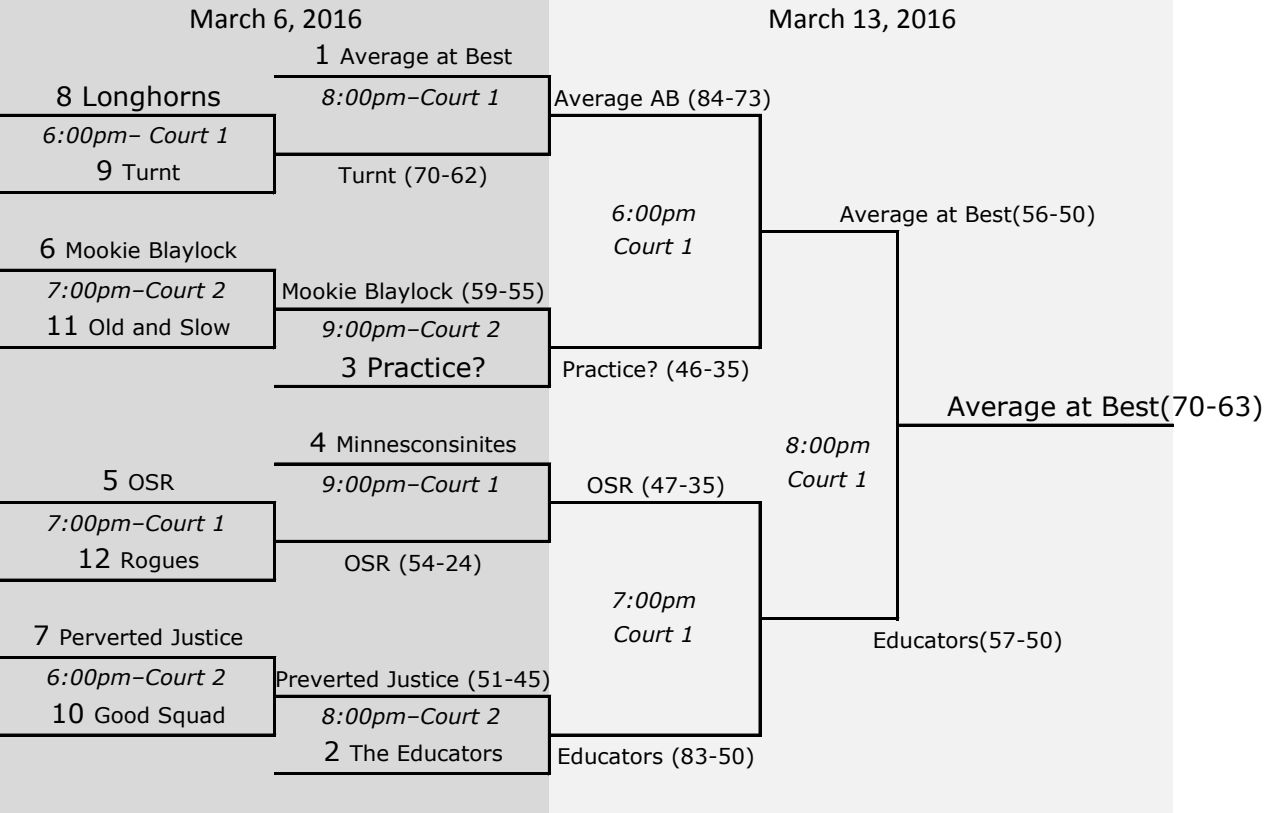 March 6, 2016
March 13, 2016
1 Average at Best
8 Longhorns
8:00pm–Court 1
Average AB (84-73)
6:00pm– Court 1
9 Turnt
Turnt (70-62)
6:00pm
Court 1
Average at Best(56-50)
6 Mookie Blaylock
7:00pm–Court 2
Mookie Blaylock (59-55)
11 Old and Slow
9:00pm–Court 2
3 Practice?
Practice? (46-35)
Average at Best(70-63)
4 Minnesconsinites
8:00pm
Court 1
5 OSR
9:00pm–Court 1
OSR (47-35)
7:00pm–Court 1
12 Rogues
OSR (54-24)
7:00pm
Court 1
7 Perverted Justice
Educators(57-50)
6:00pm–Court 2
Preverted Justice (51-45)
10 Good Squad
8:00pm–Court 2
2 The Educators
Educators (83-50)